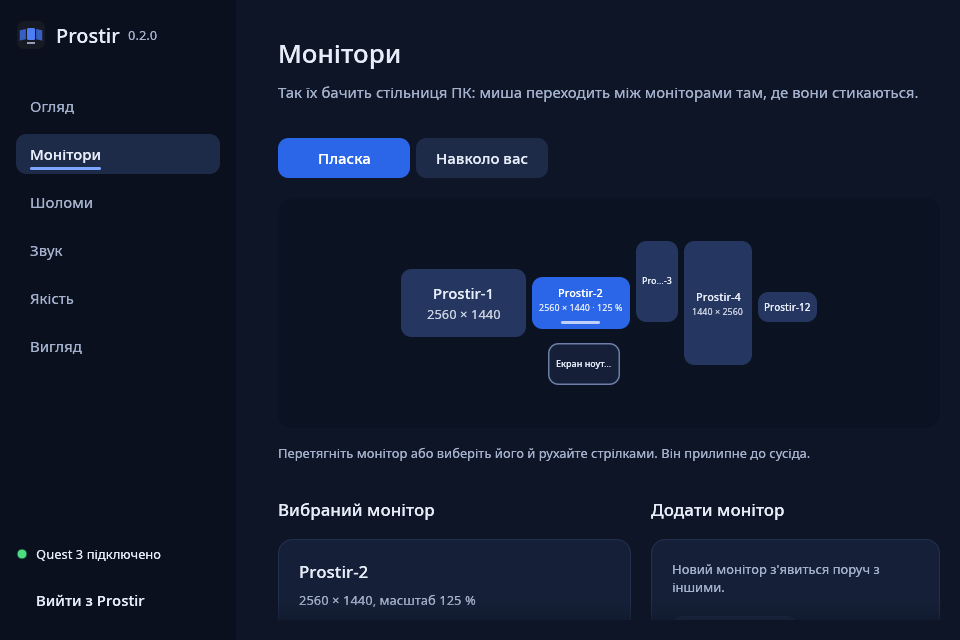 Prostir 0.2.0
Огляд
Монітори
Шоломи
Звук
Якість
Вигляд
Quest 3 підключено
Вийти з Prostir
Монітори
Так їх бачить стільниця ПК: миша переходить між моніторами там, де вони стикаються.
Пласка
Навколо вас
Prostir-1
2560 × 1440
Prostir-2
2560 × 1440 · 125 %
Pro...-3
Prostir-4
1440 × 2560
Prostir-12
Екран ноут...
Перетягніть монітор або виберіть його й рухайте стрілками. Він прилипне до сусіда.
Вибраний монітор
Prostir-2
2560 × 1440, масштаб 125 %
Додати монітор
Новий монітор з'явиться поруч з
іншими.